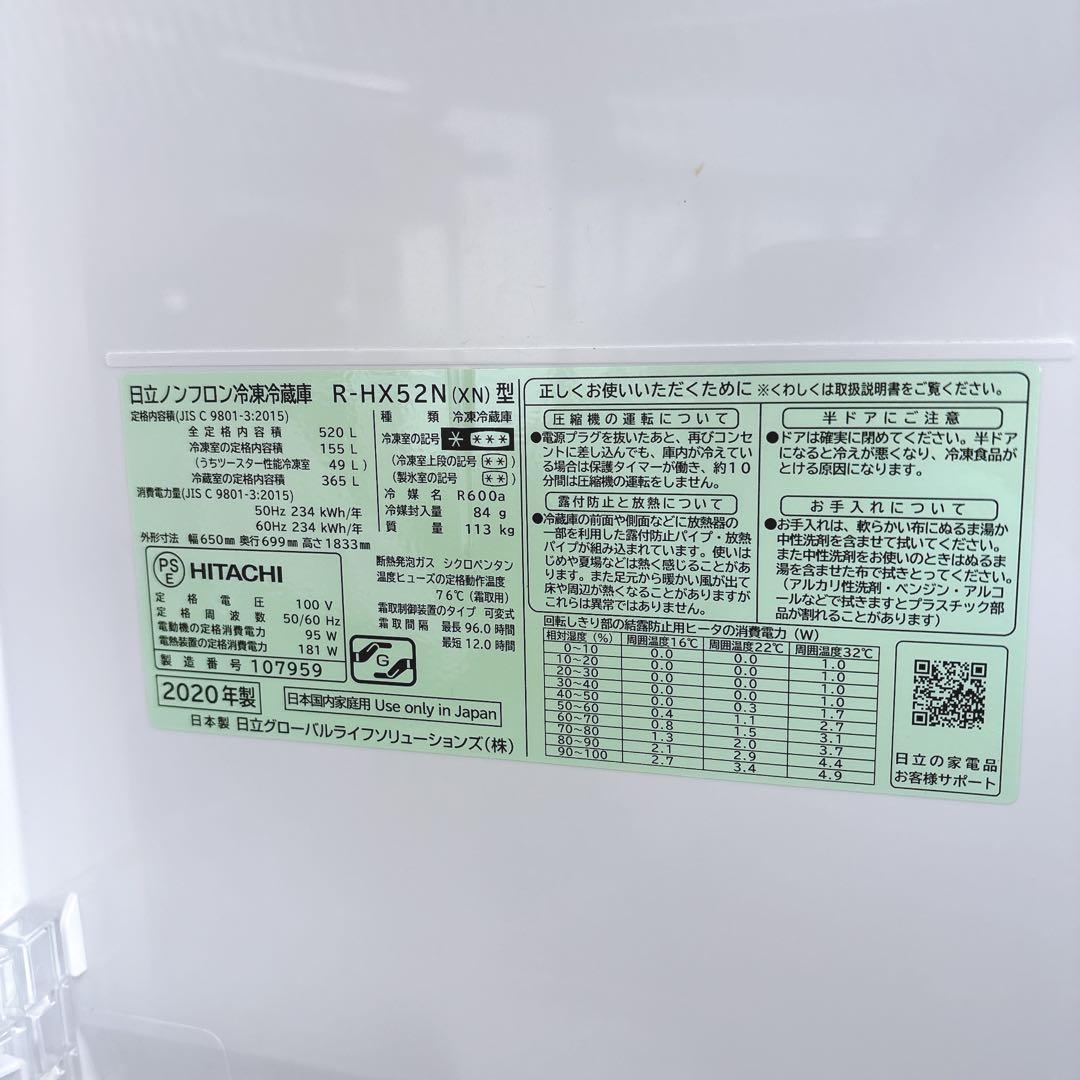 日立ノンフロン冷凍冷蔵庫 R-HX52N(XN)型
定格内容積(JIS C 9801-3:2015)
全定格内容積 520 L
冷凍室の定格内容積 155 L
(うちツースター性能冷凍室 49 L)
冷蔵室の定格内容積 365 L
消費電力量(JIS C 9801-3:2015)
50Hz 234 kWh/年
60Hz 234 kWh/年
外形寸法 幅650mm 奥行699mm 高さ1833mm
種類 冷凍冷蔵庫
冷凍室の記号 * ***
(冷凍室上段の記号 **)
(製氷室の記号 **)
冷媒名 R600a
冷媒封入量 84 g
質量 113 kg
PSE HITACHI
定格電圧 100 V
定格周波数 50/60 Hz
電動機の定格消費電力 95 W
電熱装置の定格消費電力 181 W
製造番号 107959
断熱発泡ガス シクロペンタン
温度ヒューズの定格動作温度
76℃(霜取用)
霜取制御装置のタイプ 可変式
霜取間隔 最長 96.0 時間
最短 12.0 時間
G
2020年製
日本国内家庭用 Use only in Japan
日本製 日立グローバルライフソリューションズ(株)
正しくお使いいただくために ※くわしくは取扱説明書をご覧ください。
圧縮機の運転について
●電源プラグを抜いたあと、再びコンセ
ントに差し込んでも、庫内が冷えてい
る場合は保護タイマーが働き、約10
分間は圧縮機の運転をしません。
露付防止と放熱について
●冷蔵庫の前面や側面などに放熱器の
一部を利用した露付防止パイプ・放熱
パイプが組み込まれています。使いは
じめや夏場などは熱く感じることがあ
ります。また足元から暖かい風が出て
床や周辺が熱くなることがありますが
これらは異常ではありません。
半ドアにご注意
●ドアは確実に閉めてください。半ドア
になると冷えが悪くなり、冷凍食品が
とける原因になります。
お手入れについて
●お手入れは、軟らかい布にぬるま湯か
中性洗剤を含ませて拭いてください。
また中性洗剤をお使いのときはぬるま
湯を含ませた布で拭きとってください。
(アルカリ性洗剤・ベンジン・アルコ
ールなどで拭きますとプラスチック部
品が割れることがあります)
回転しきり部の結露防止用ヒータの消費電力(W)
相対湿度(%) 周囲温度16℃ 周囲温度22℃ 周囲温度32℃
0~10 0.0 0.0 1.0
10~20 0.0 0.0 1.0
20~30 0.0 0.0 1.0
30~40 0.0 0.0 1.0
40~50 0.0 0.3 1.7
50~60 0.4 1.1 2.7
60~70 0.8 1.5 3.1
70~80 1.3 2.0 3.7
80~90 2.1 2.9 4.4
90~100 2.7 3.4 4.9
日立の家電品
お客様サポート